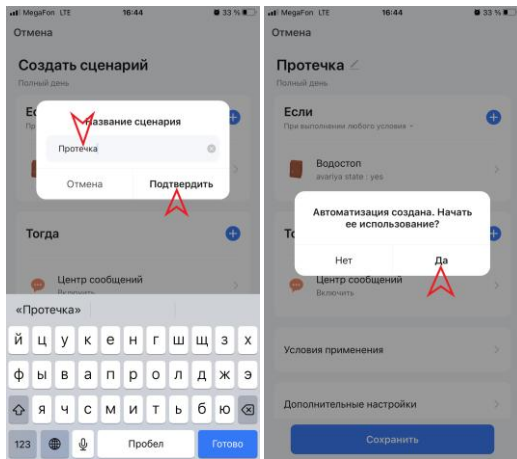 MegaFon LTE 16:44 33 %
Отмена
Создать сценарий
Полный день
Название сценария
Протечка
Отмена Подтвердить
Тогда
Центр сообщений
Включить
«Протечка»
й ц у к е н г ш щ з х
ф ы в а п р о л д ж э
я ч с м и т ь б ю
123 Пробел Готово
MegaFon LTE 16:44 33 %
Отмена
Протечка
Полный день
Если
При выполнении любого условия
Водостоп
avariya state : yes
Автоматизация создана. Начать
ее использование?
Нет Да
Центр сообщений
Включить
Условия применения
Дополнительные настройки
Сохранить